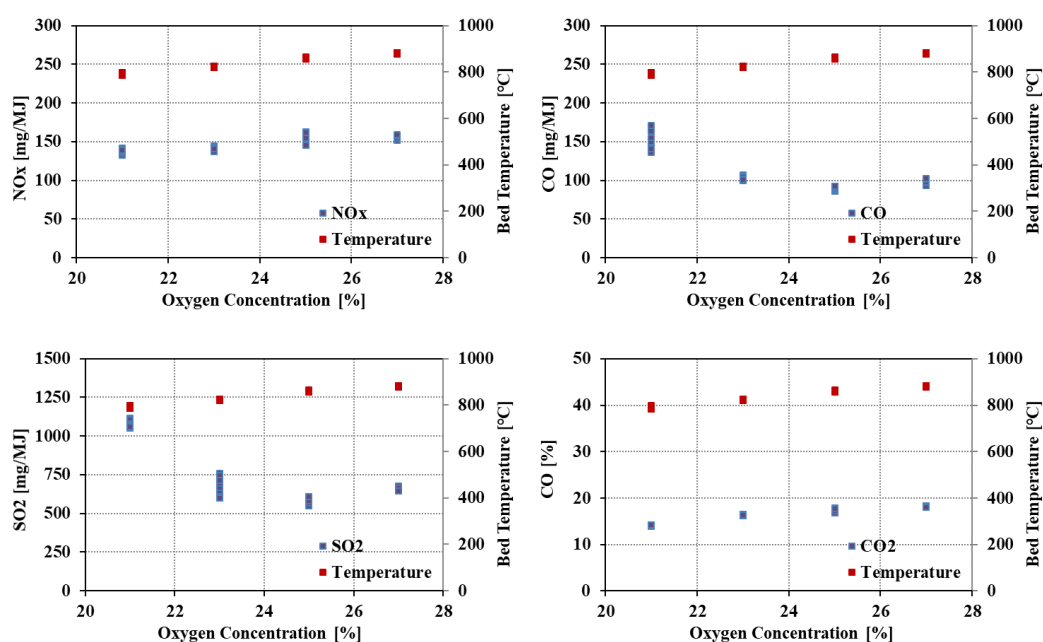 NOx [mg/MJ]
300
250
200
150
100
50
0
1000
800
600
400
200
0
Bed Temperature [℃]
NOx
Temperature
20 22 24 26 28
Oxygen Concentration [%]
CO [mg/MJ]
300
250
200
150
100
50
0
1000
800
600
400
200
0
Bed Temperature [℃]
CO
Temperature
20 22 24 26 28
Oxygen Concentration [%]
SO2 [mg/MJ]
1500
1250
1000
750
500
250
0
1000
800
600
400
200
0
Bed Temperature [℃]
SO2
Temperature
20 22 24 26 28
Oxygen Concentration [%]
CO [%]
50
40
30
20
10
0
1000
800
600
400
200
0
Bed Temperature [℃]
CO2
Temperature
20 22 24 26 28
Oxygen Concentration [%]